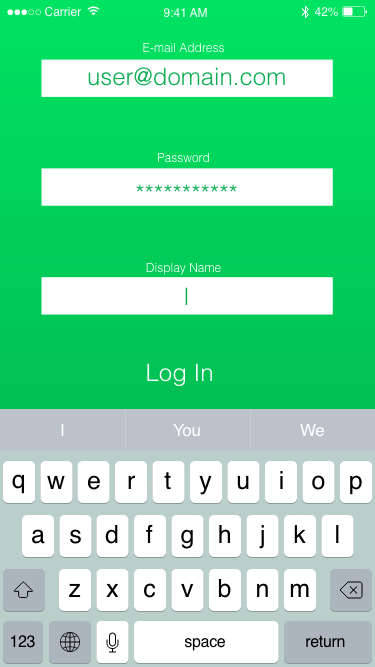 Carrier 9:41 AM 42%
E-mail Address
user@domain.com
Password
***********
Display Name
Log In
I You We
q w e r t y u i o p
a s d f g h j k l
z x c v b n m
123 space return